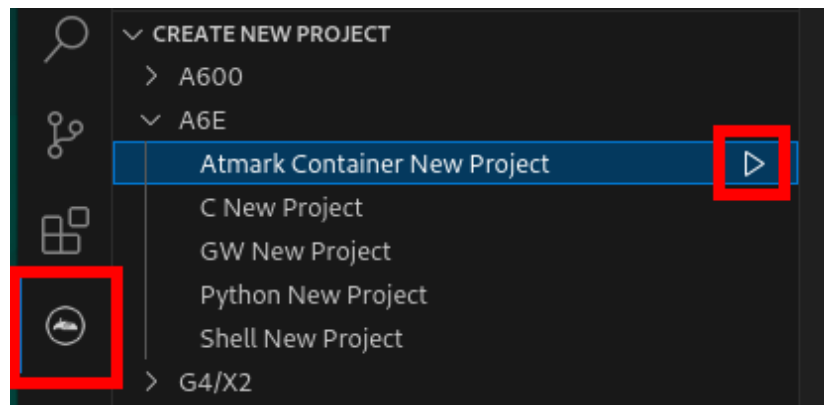 CREATE NEW PROJECT
A600
A6E
Atmark Container New Project
C New Project
GW New Project
Python New Project
Shell New Project
G4/X2